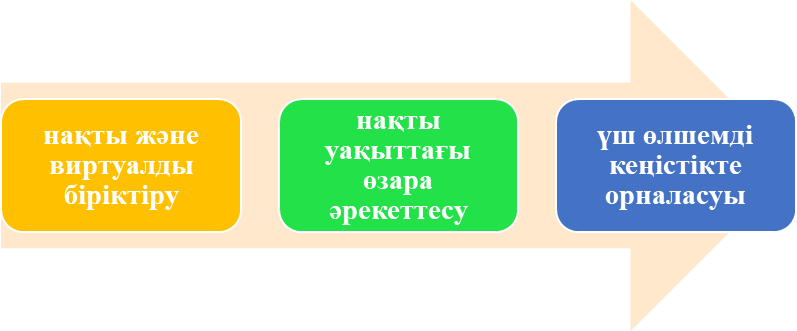 нақты және
виртуалды
біріктіру
нақты
уақыттағы
өзара
әрекеттесу
үш өлшемді
кеңістікте
орналасуы